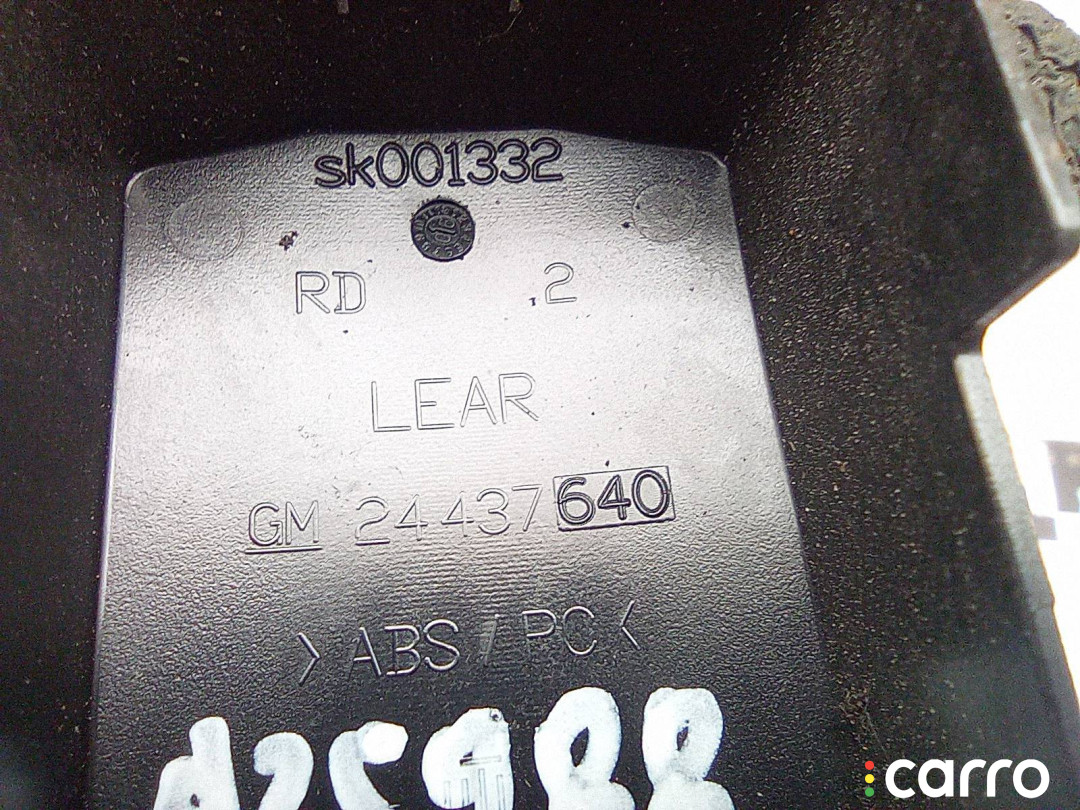 sk001332
RD 2
LEAR
GM 24437640
>ABS/PC<
carro